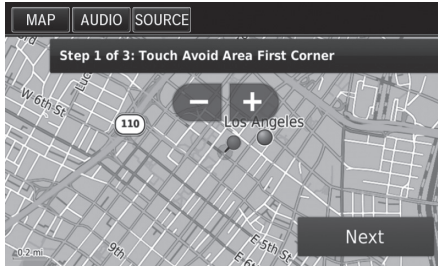 MAP AUDIO SOURCE
Step 1 of 3: Touch Avoid Area First Corner
− +
W 6th St
110
Los Angeles
Next
0.2 mi
9th
E 5th St